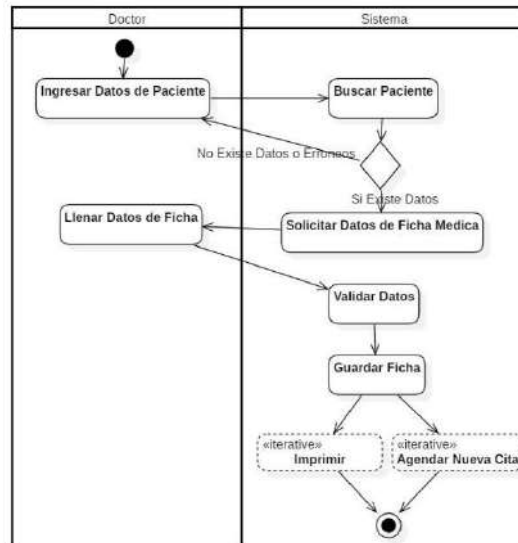 Doctor
Sistema
Ingresar Datos de Paciente
Buscar Paciente
No Existe Datos o Erroneos
Si Existe Datos
Llenar Datos de Ficha
Solicitar Datos de Ficha Medica
Validar Datos
Guardar Ficha
«iterative»
Imprimir
«iterative»
Agendar Nueva Cita